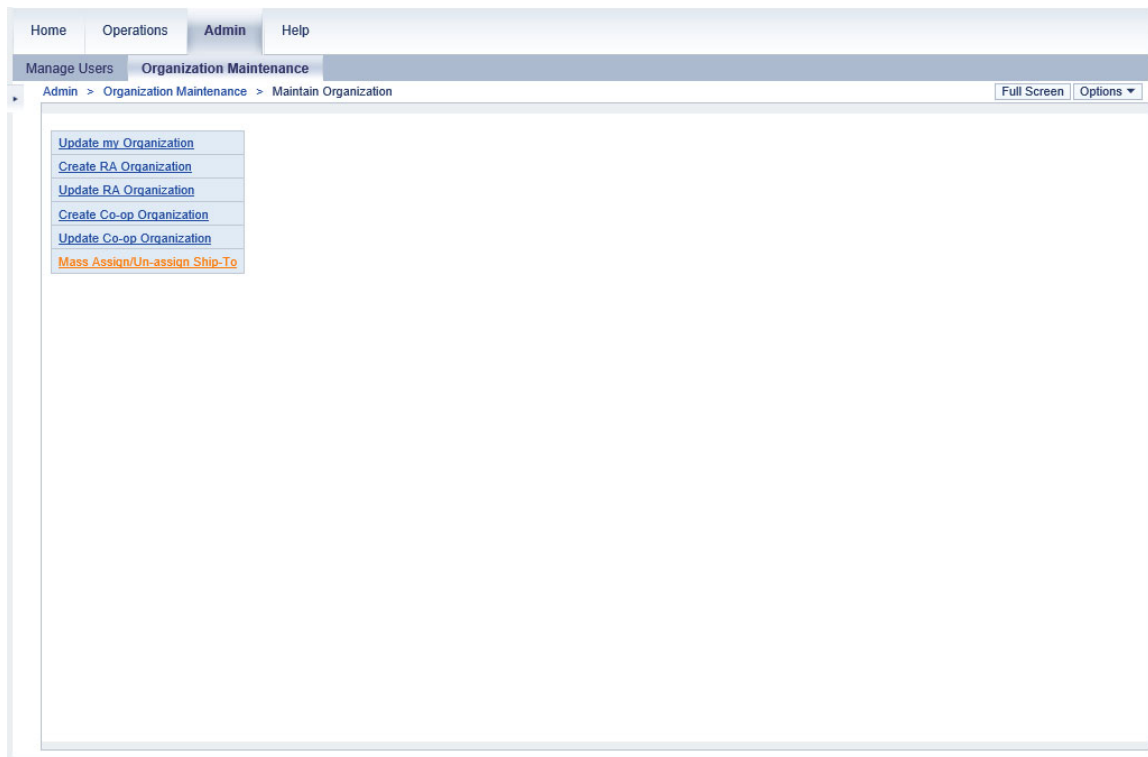 Home Operations Admin Help
Manage Users Organization Maintenance
Admin > Organization Maintenance > Maintain Organization Full Screen Options
Update my Organization
Create RA Organization
Update RA Organization
Create Co-op Organization
Update Co-op Organization
Mass Assign/Un-assign Ship-To